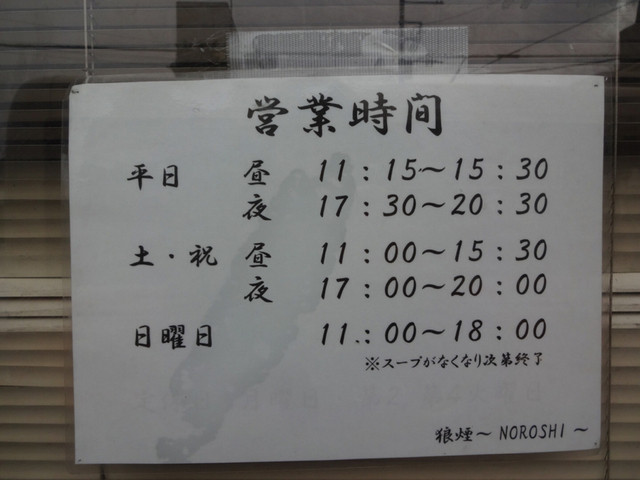 営業時間
平日 昼 11：15～15：30
夜 17：30～20：30
土・祝 昼 11：00～15：30
夜 17：00～20：00
日曜日 11：00～18：00
※スープがなくなり次第終了
狼煙～NOROSHI～